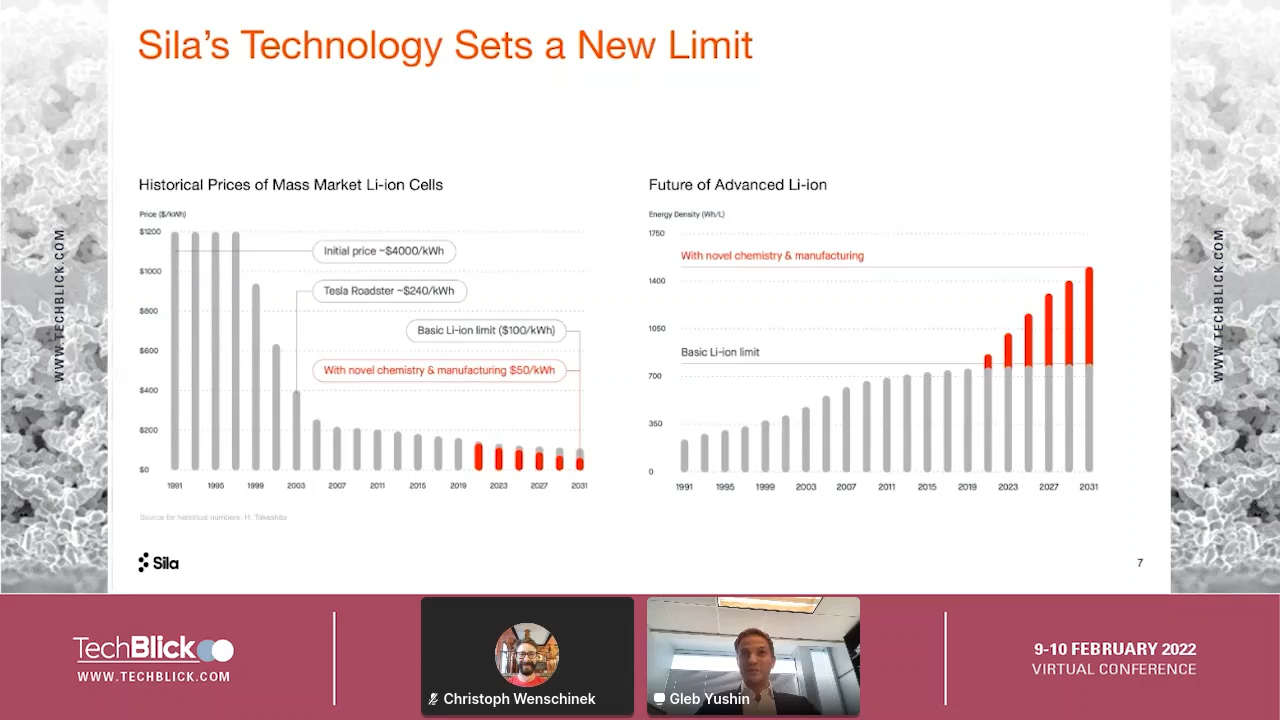 Sila's Technology Sets a New Limit
Historical Prices of Mass Market Li-ion Cells
Price ($/kWh)
$1200
$1000
$800
$600
$400
$200
$0
Initial price ~$4000/kWh
Tesla Roadster ~$240/kWh
Basic Li-ion limit ($100/kWh)
With novel chemistry & manufacturing $50/kWh
1991 1995 1999 2003 2007 2011 2015 2019 2023 2027 2031
Source for historical numbers: H. Takeshita
Future of Advanced Li-ion
Energy Density (Wh/L)
1750
1400
1050
700
350
0
With novel chemistry & manufacturing
Basic Li-ion limit
1991 1995 1999 2003 2007 2011 2015 2019 2023 2027 2031
Sila
7
WWW.TECHBLICK.COM
WWW.TECHBLICK.COM
TechBlick
WWW.TECHBLICK.COM
Christoph Wenschinek
Gleb Yushin
9-10 FEBRUARY 2022
VIRTUAL CONFERENCE